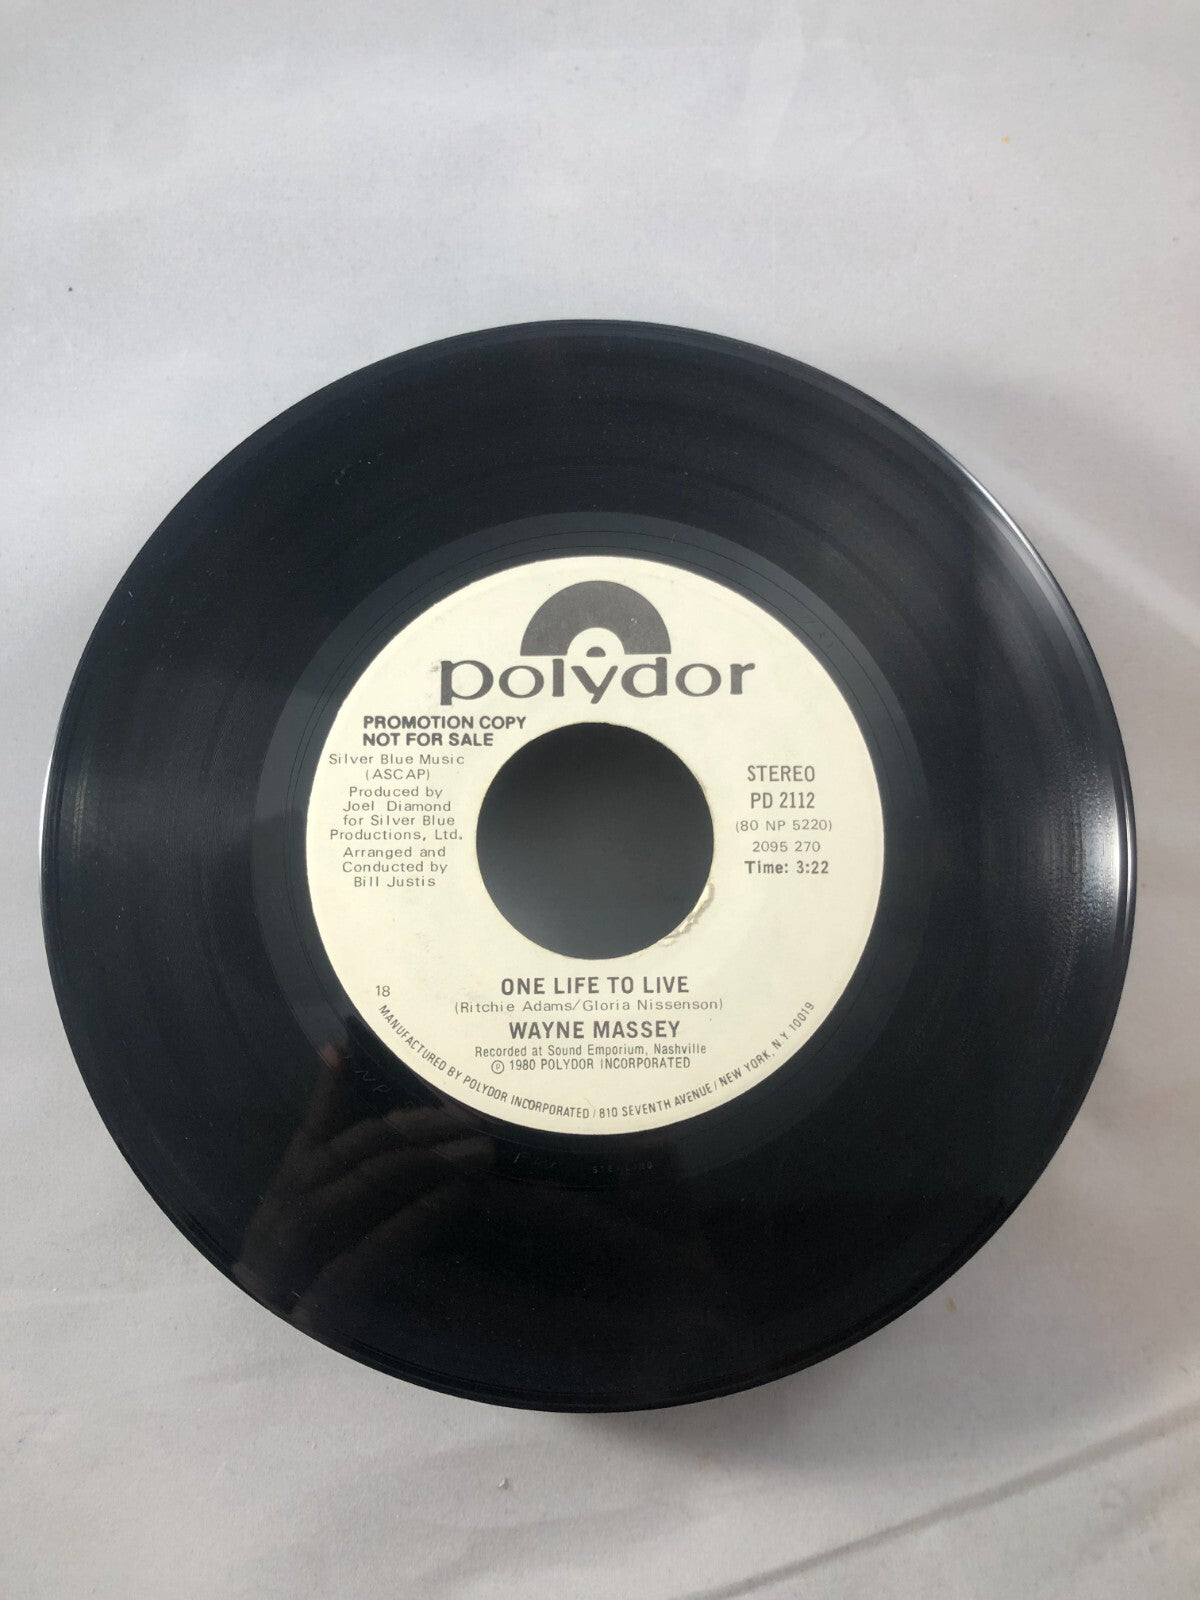 polydor
PROMOTION COPY
NOT FOR SALE
Silver Blue Music
(ASCAP)
Produced by
Joel Diamond
for Silver Blue
Productions, Ltd.
Arranged and
Conducted by
Bill Justis
STEREO
PD 2112
(80 NP 5220)
2095 270
Time: 3:22
18
ONE LIFE TO LIVE
(Ritchie Adams/Gloria Nissenson)
WAYNE MASSEY
Recorded at Sound Emporium, Nashville
℗ 1980 POLYDOR INCORPORATED
MANUFACTURED BY POLYDOR INCORPORATED / 810 SEVENTH AVENUE / NEW YORK, N.Y. 10019
STERLING